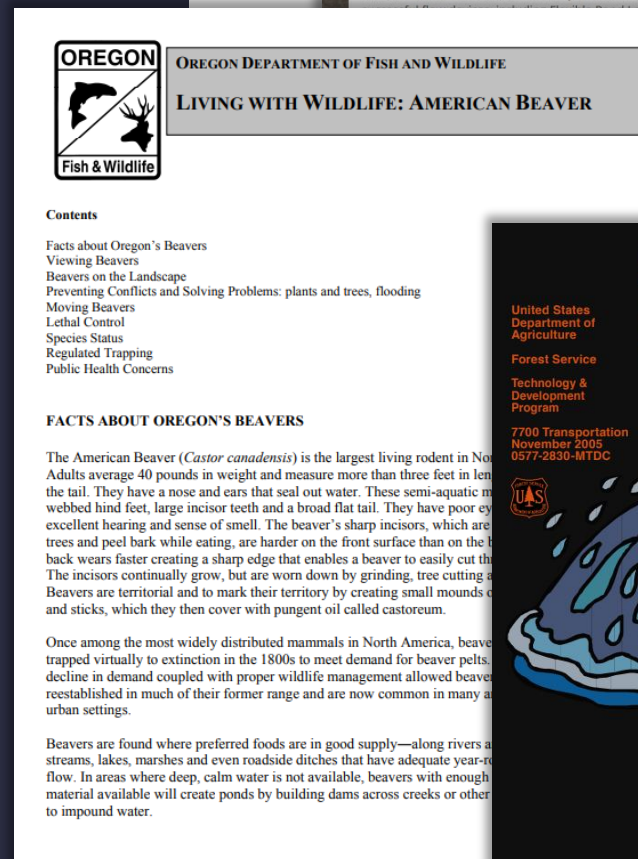 OREGON
Fish & Wildlife
OREGON DEPARTMENT OF FISH AND WILDLIFE
LIVING WITH WILDLIFE: AMERICAN BEAVER
Contents
Facts about Oregon's Beavers
Viewing Beavers
Beavers on the Landscape
Preventing Conflicts and Solving Problems: plants and trees, flooding
Moving Beavers
Lethal Control
Species Status
Regulated Trapping
Public Health Concerns
FACTS ABOUT OREGON'S BEAVERS
The American Beaver (Castor canadensis) is the largest living rodent in
Adults average 40 pounds in weight and measure more than three feet in
the tail. They have a nose and ears that seal out water. These semi-aquatic
webbed hind feet, large incisor teeth and a broad flat tail. They have poor
excellent hearing and sense of smell. The beaver's sharp incisors, which are
trees and peel bark while eating, are harder on the front surface than on the
back wears faster creating a sharp edge that enables a beaver to easily cut
The incisors continually grow, but are worn down by grinding, tree cutting
Beavers are territorial and to mark their territory by creating small mounds
and sticks, which they then cover with pungent oil called castoreum.
Once among the most widely distributed mammals in North America,
trapped virtually to extinction in the 1800s to meet demand for beaver pelts.
decline in demand coupled with proper wildlife management allowed
reestablished in much of their former range and are now common in many
urban settings.
Beavers are found where preferred foods are in good supply—along rivers
streams, lakes, marshes and even roadside ditches that have adequate
flow. In areas where deep, calm water is not available, beavers with enough
material available will create ponds by building dams across creeks or other
to impound water.
United States
Department of
Agriculture
Forest Service
Technology &
Development
Program
7700 Transportation
November 2005
0577-2830-MTDC
UAS